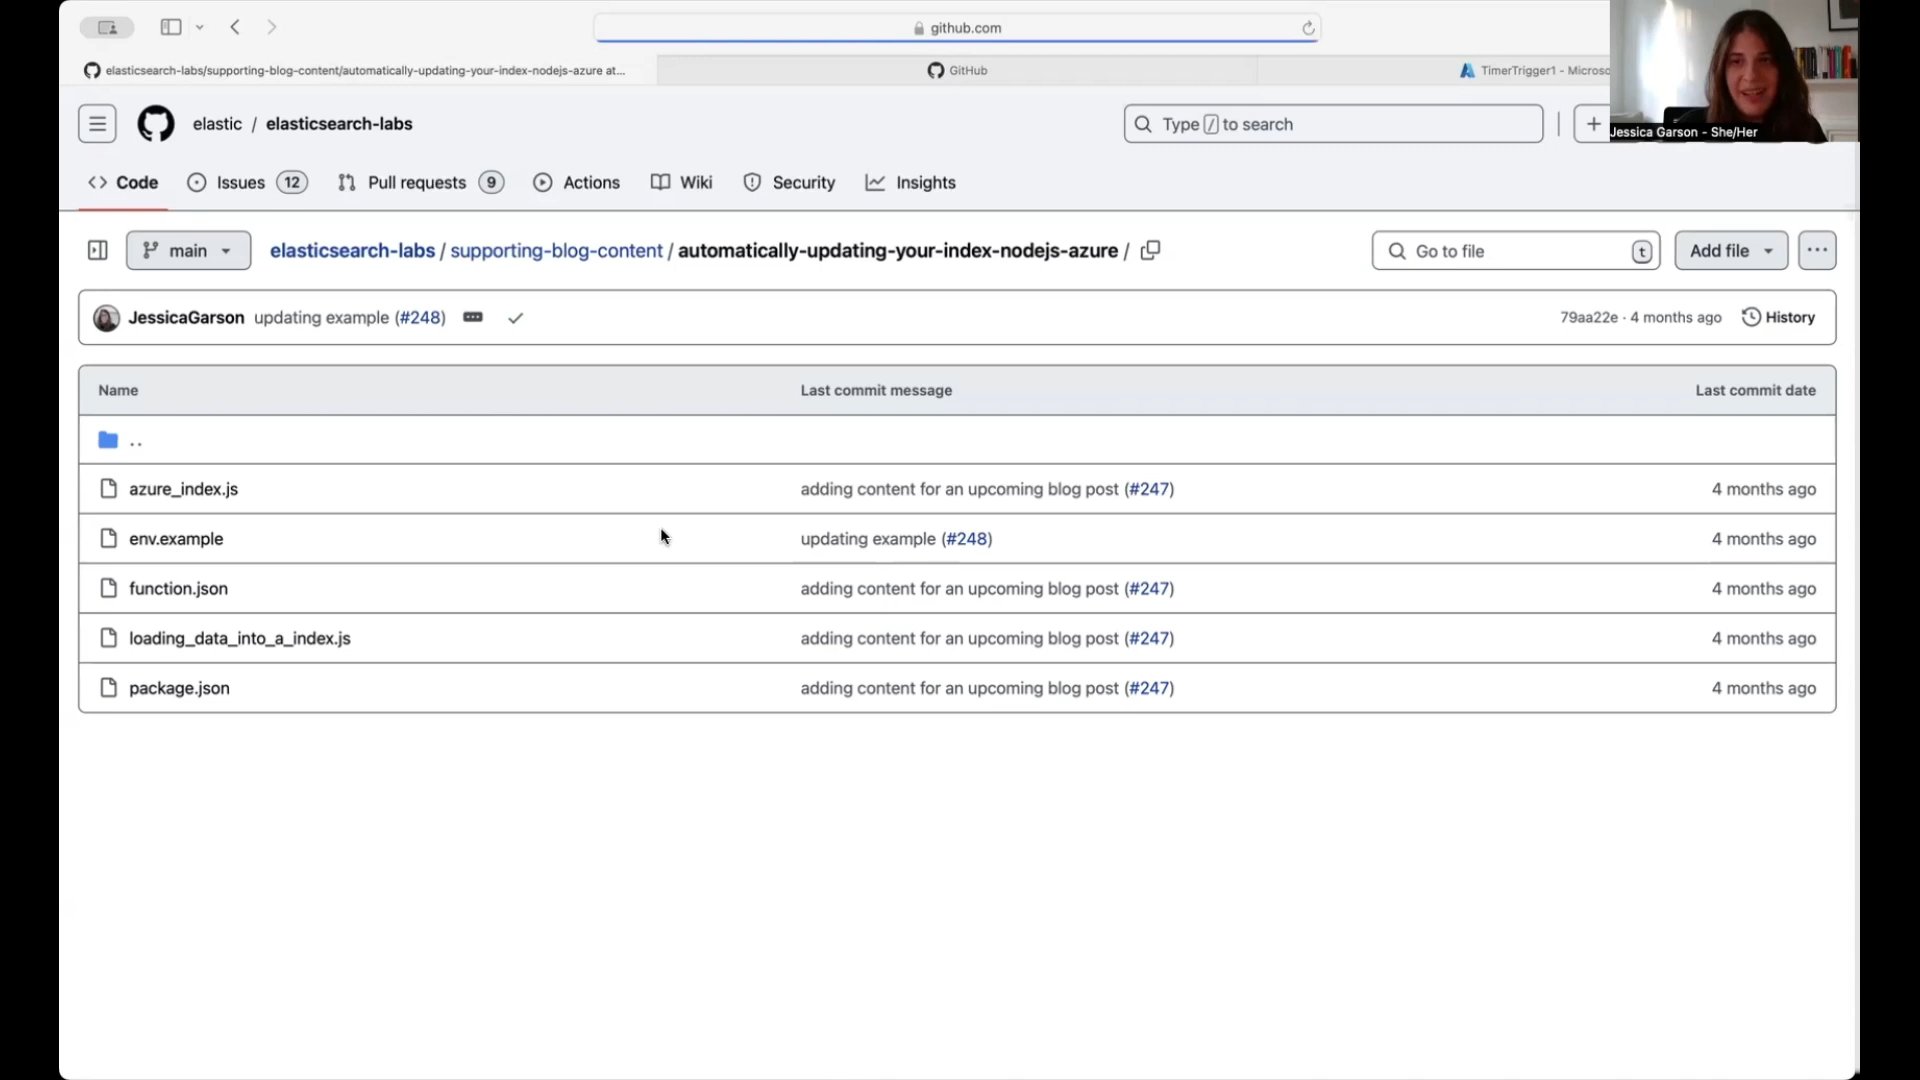 github.com
elasticsearch-labs/supporting-blog-content/automatically-updating-your-index-nodejs-azure at...
GitHub
TimerTrigger1 - Microso
Jessica Garson - She/Her
elastic / elasticsearch-labs
Type / to search
Code
Issues 12
Pull requests 9
Actions
Wiki
Security
Insights
main
elasticsearch-labs / supporting-blog-content / automatically-updating-your-index-nodejs-azure /
Go to file
t
Add file
JessicaGarson updating example (#248)
79aa22e · 4 months ago
History
Name Last commit message Last commit date
..
azure_index.js adding content for an upcoming blog post (#247) 4 months ago
env.example updating example (#248) 4 months ago
function.json adding content for an upcoming blog post (#247) 4 months ago
loading_data_into_a_index.js adding content for an upcoming blog post (#247) 4 months ago
package.json adding content for an upcoming blog post (#247) 4 months ago